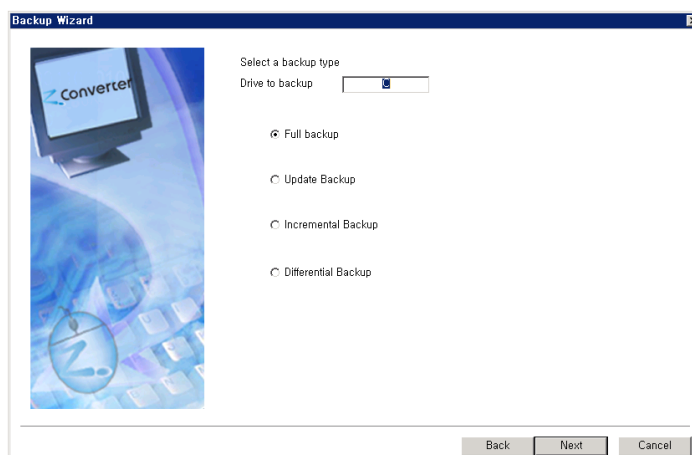 Backup Wizard
Z Converter
Select a backup type
Drive to backup C
Full backup
Update Backup
Incremental Backup
Differential Backup
Z.
Back Next Cancel